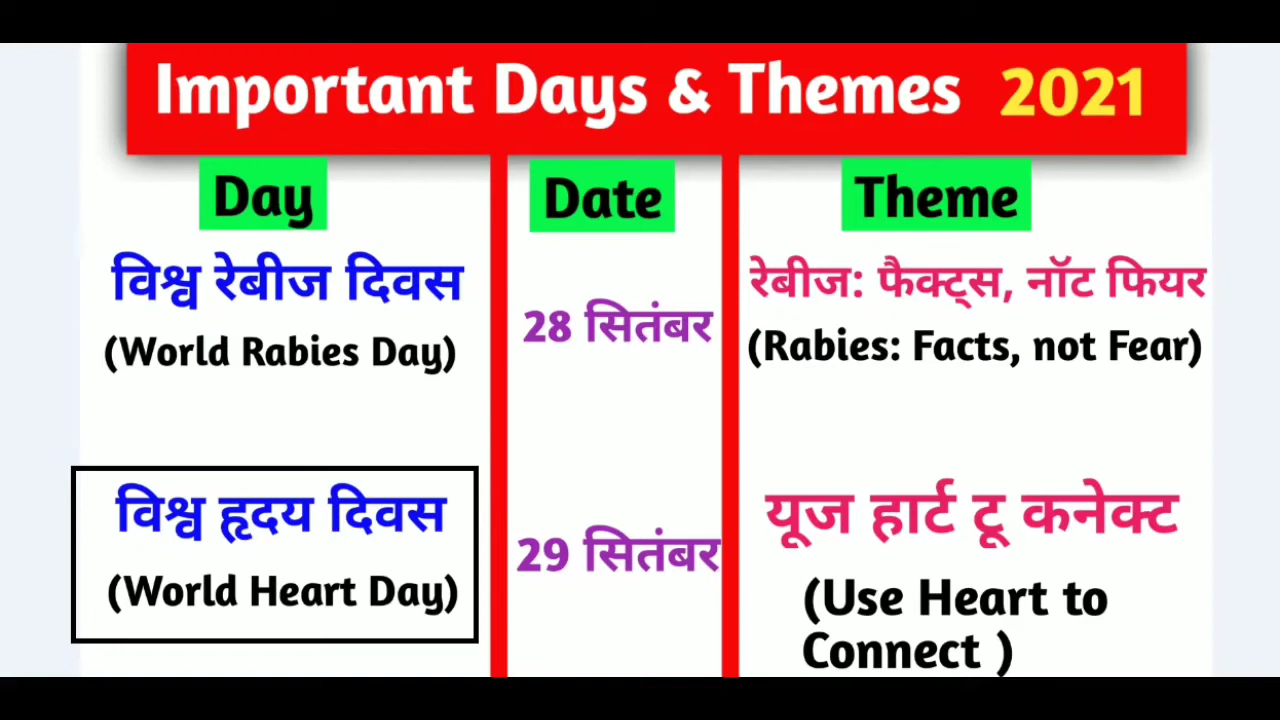 Important Days & Themes 2021
Day Date Theme
विश्व रेबीज दिवस
(World Rabies Day)
28 सितंबर
रेबीज: फैक्ट्स, नॉट फियर
(Rabies: Facts, not Fear)
विश्व हृदय दिवस
(World Heart Day)
29 सितंबर
यूज हार्ट टू कनेक्ट
(Use Heart to
Connect )